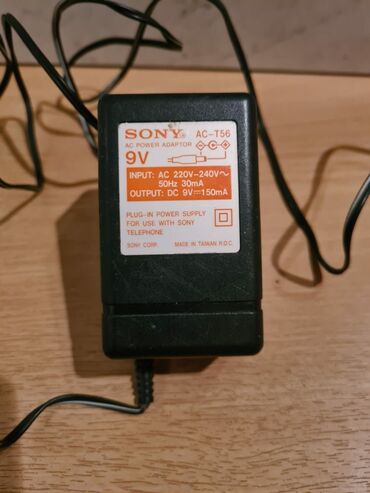 SONY AC-T56
AC POWER ADAPTOR
9V
INPUT: AC 220V-240V~
50Hz 30mA
OUTPUT: DC 9V⎓150mA
PLUG-IN POWER SUPPLY
FOR USE WITH SONY
TELEPHONE
SONY CORP. MADE IN TAIWAN R.O.C.